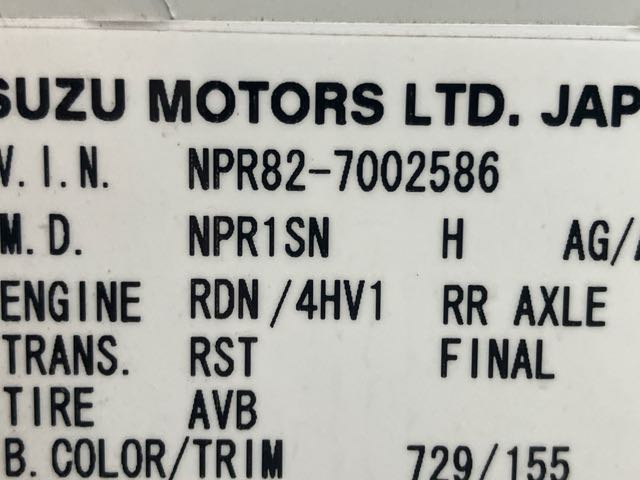 SUZU MOTORS LTD. JAP
V.I.N. NPR82-7002586
M.D. NPR1SN H AG/
ENGINE RDN/4HV1 RR AXLE
TRANS. RST FINAL
TIRE AVB
B.COLOR/TRIM 729/155